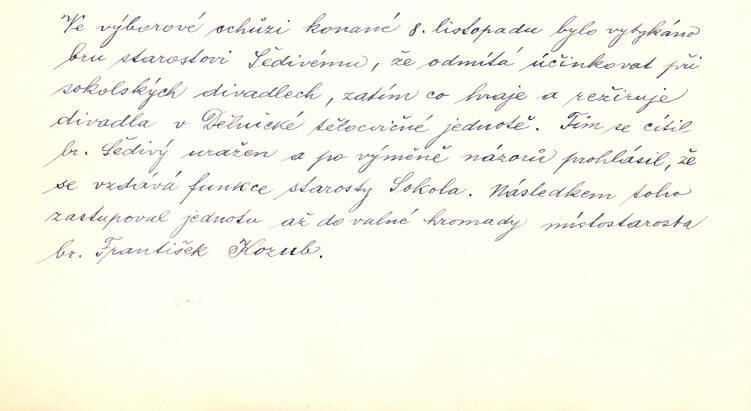 Ve výborové schůzi konané 8. listopadu bylo vytýkáno
bru starostovi Šedivému, že odmítá účinkovat při
sokolských divadlech, zatím co hraje a režíruje
divadla v Dělnické tělocvičné jednotě. Tím se cítil
br. Šedivý uražen a po výměně názorů prohlásil, že
se vzdává funkce starosty Sokola. Následkem toho
zastupoval jednotu až do valné hromady místostarosta
br. František Kozub.